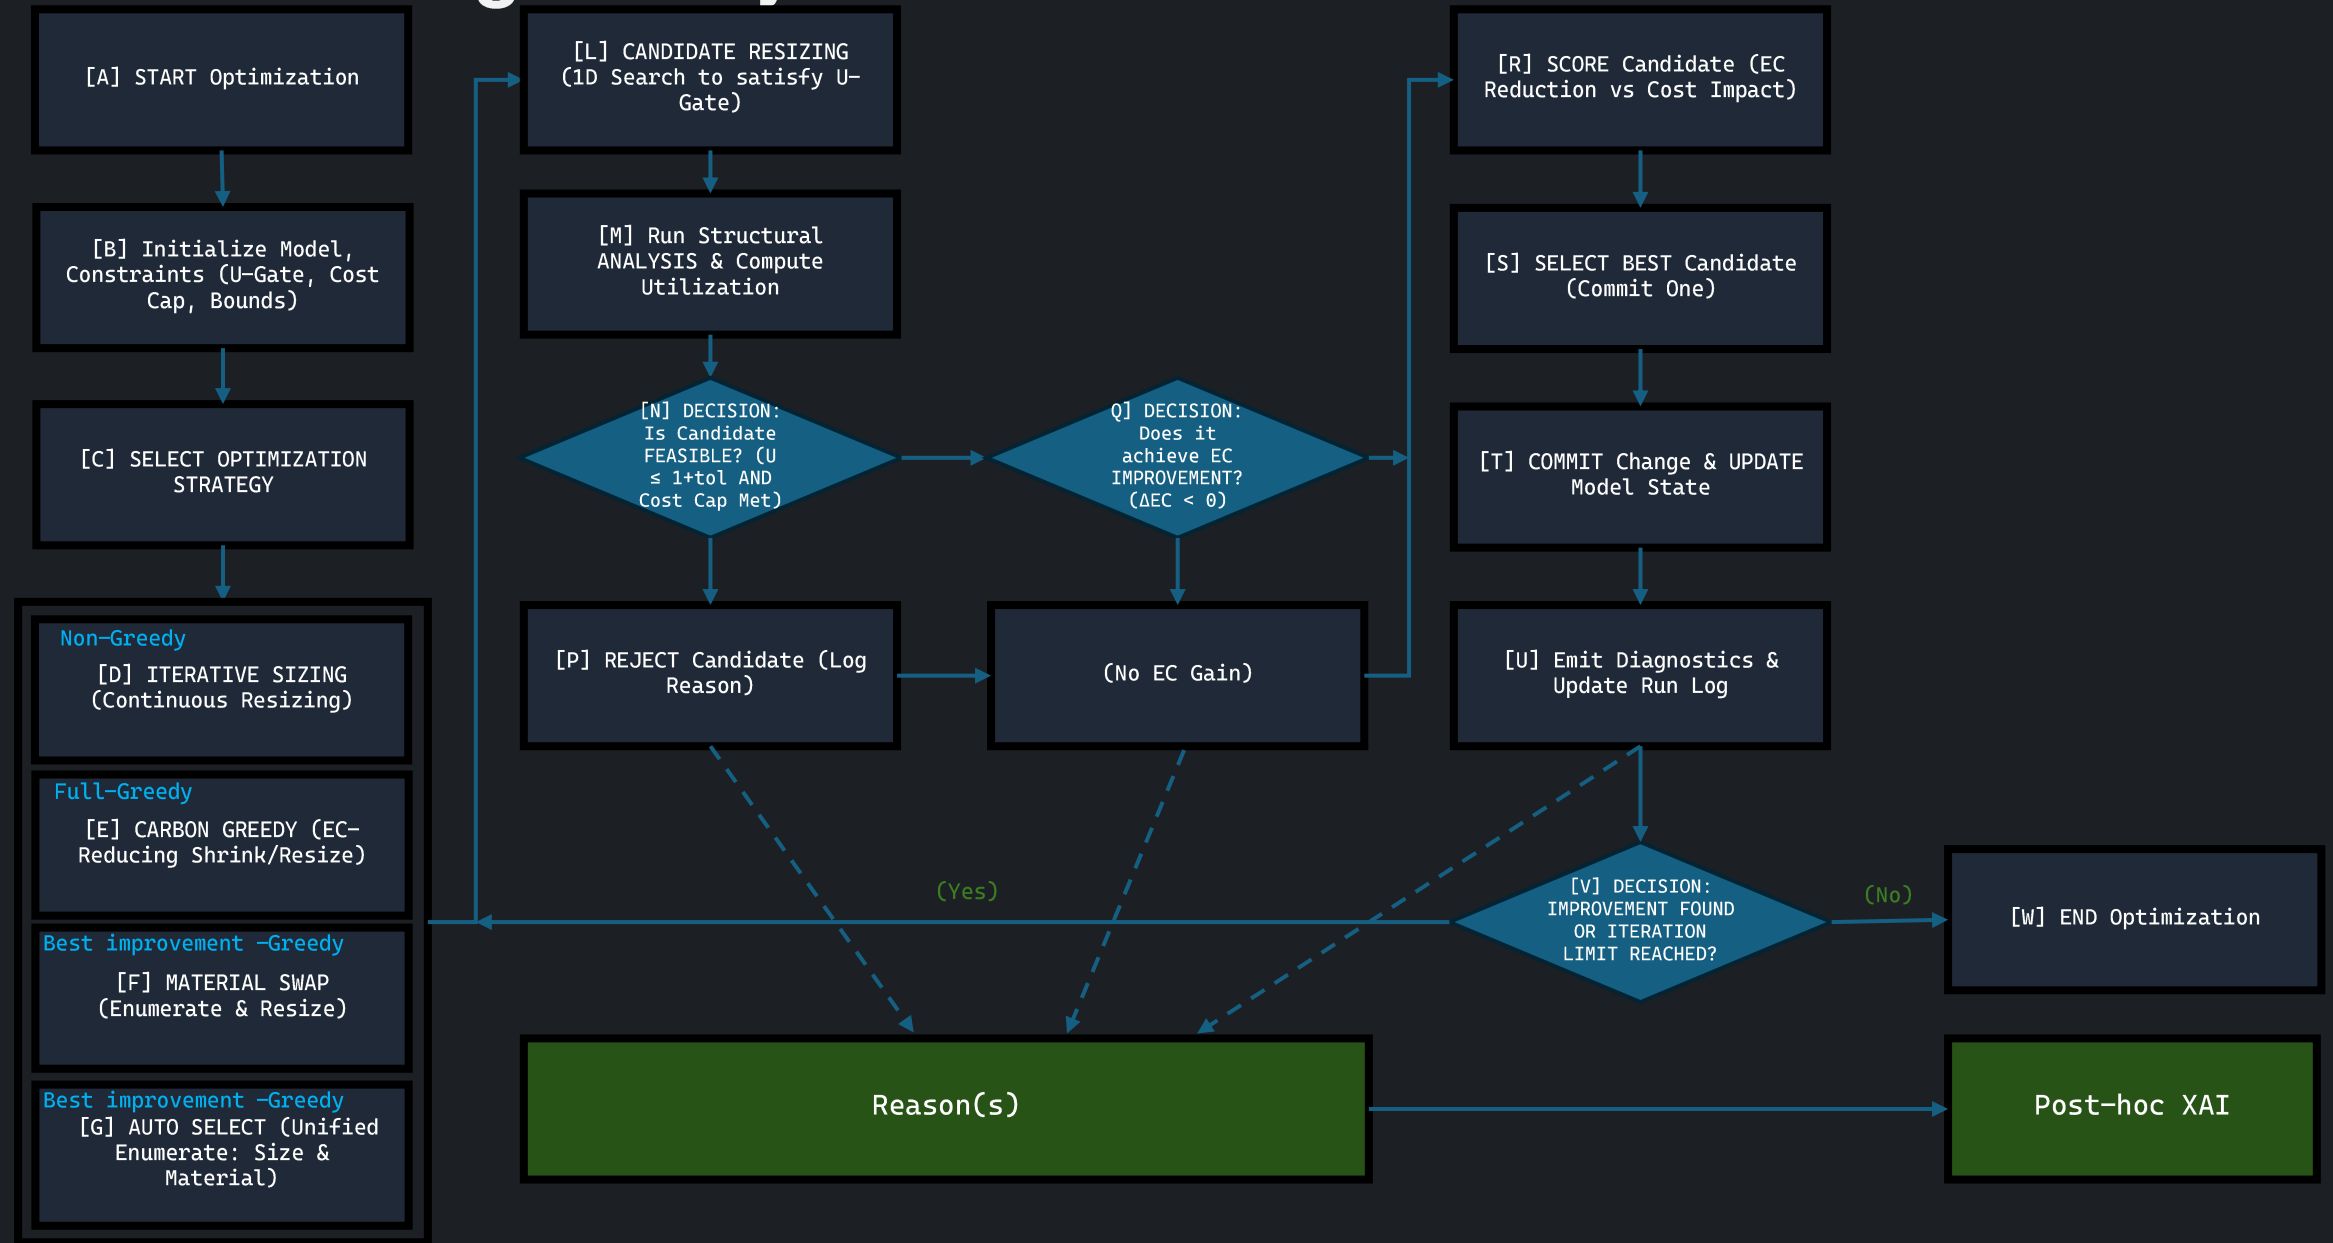 [A] START Optimization
[B] Initialize Model,
Constraints (U-Gate, Cost
Cap, Bounds)
[C] SELECT OPTIMIZATION
STRATEGY
Non-Greedy
[D] ITERATIVE SIZING
(Continuous Resizing)
Full-Greedy
[E] CARBON GREEDY (EC-
Reducing Shrink/Resize)
Best improvement -Greedy
[F] MATERIAL SWAP
(Enumerate & Resize)
Best improvement -Greedy
[G] AUTO SELECT (Unified
Enumerate: Size &
Material)
[L] CANDIDATE RESIZING
(1D Search to satisfy U-
Gate)
[M] Run Structural
ANALYSIS & Compute
Utilization
[N] DECISION:
Is Candidate
FEASIBLE? (U
≤ 1+tol AND
Cost Cap Met)
Q] DECISION:
Does it
achieve EC
IMPROVEMENT?
(ΔEC < 0)
[P] REJECT Candidate (Log
Reason)
(No EC Gain)
[R] SCORE Candidate (EC
Reduction vs Cost Impact)
[S] SELECT BEST Candidate
(Commit One)
[T] COMMIT Change & UPDATE
Model State
[U] Emit Diagnostics &
Update Run Log
(Yes)
[V] DECISION:
IMPROVEMENT FOUND
OR ITERATION
LIMIT REACHED?
(No)
[W] END Optimization
Reason(s)
Post-hoc XAI